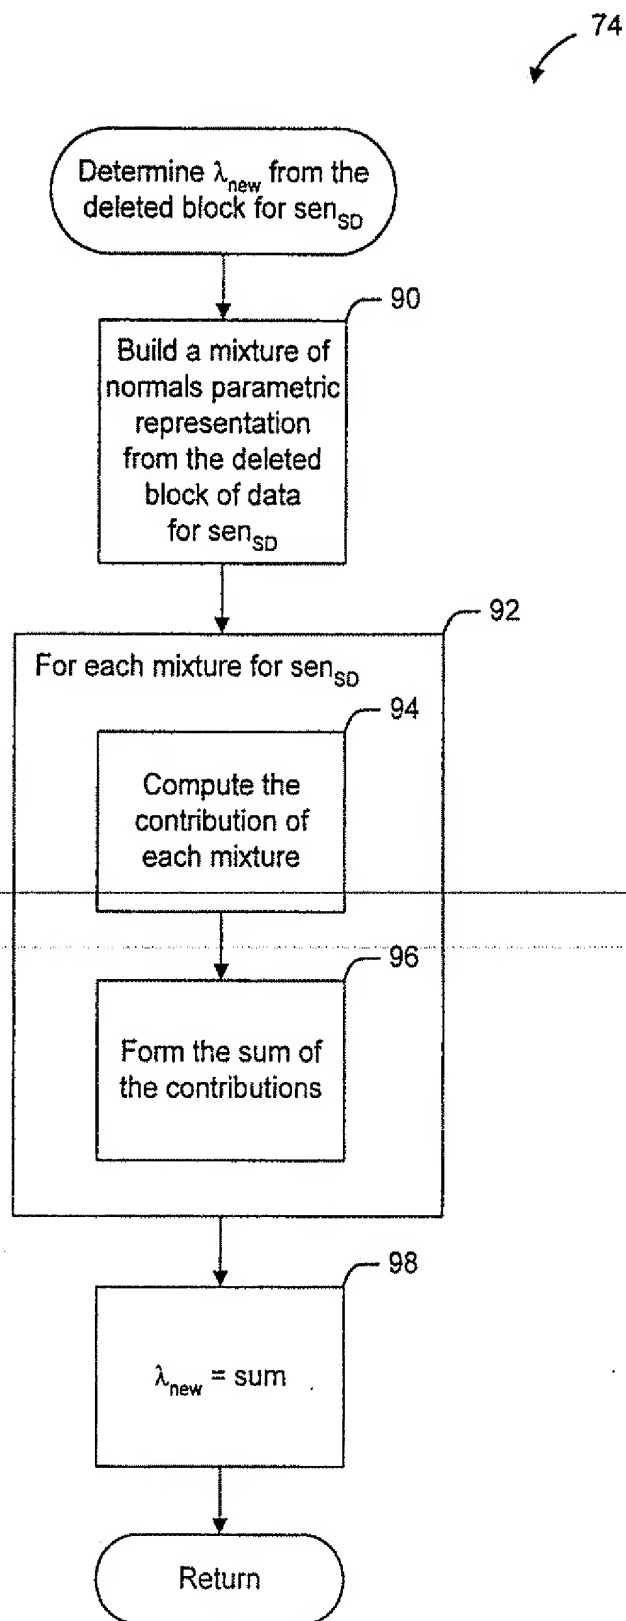 74
Determine λnew from the
deleted block for senSD
90
Build a mixture of
normals parametric
representation
from the deleted
block of data
for senSD
92
For each mixture for senSD
94
Compute the
contribution of
each mixture
96
Form the sum of
the contributions
98
λnew = sum
Return